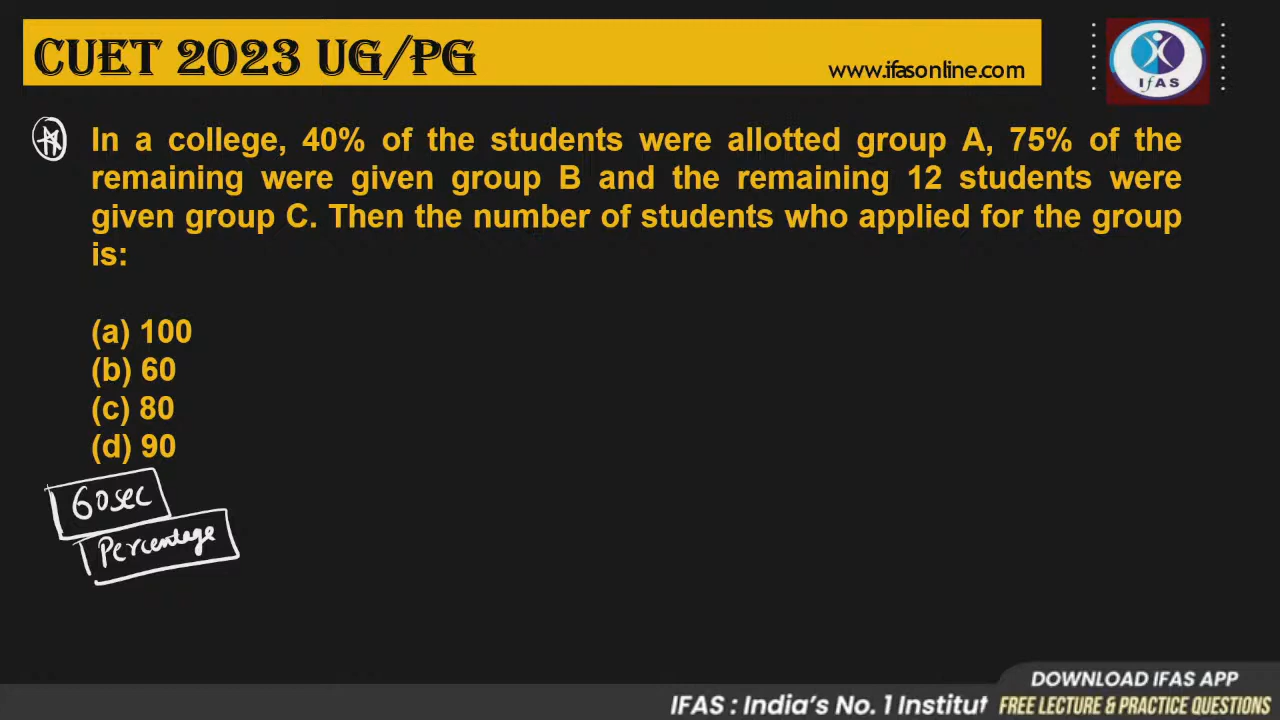 CUET 2023 UG/PG
www.ifasonline.com
IfAS
In a college, 40% of the students were allotted group A, 75% of the
remaining were given group B and the remaining 12 students were
given group C. Then the number of students who applied for the group
is:
(a) 100
(b) 60
(c) 80
(d) 90
60sec
Percentage
DOWNLOAD IFAS APP
IFAS : India's No. 1 Institut
FREE LECTURE & PRACTICE QUESTIONS